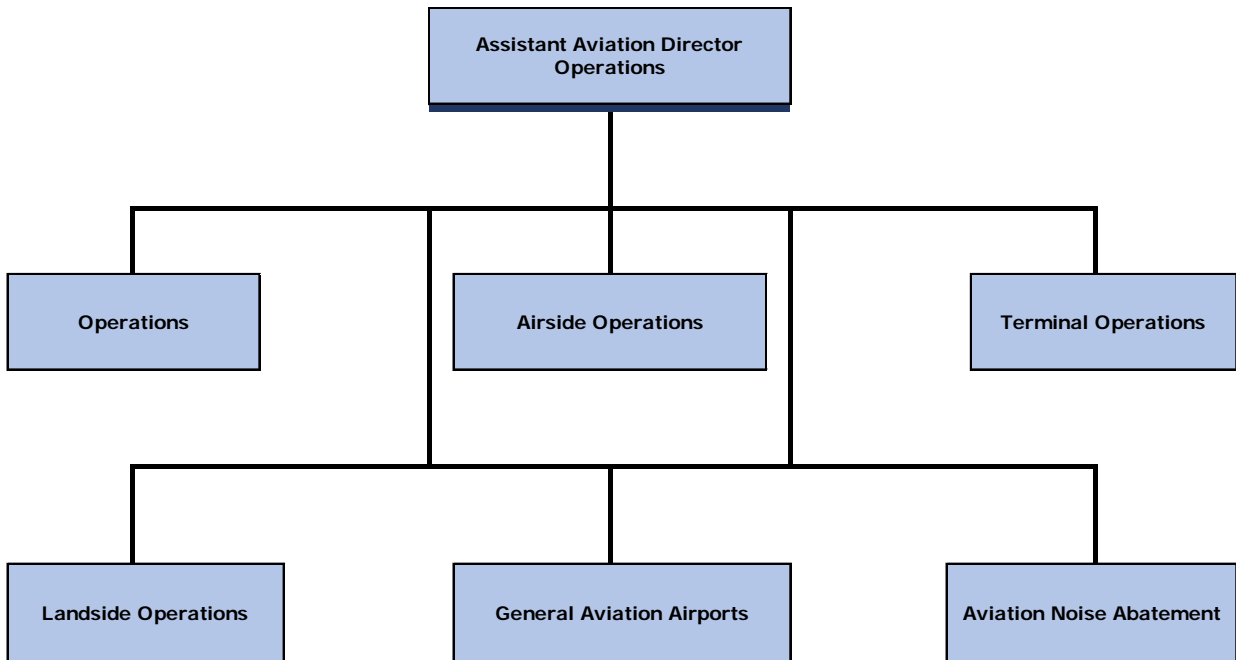 Assistant Aviation Director
Operations
Operations
Airside Operations
Terminal Operations
Landside Operations
General Aviation Airports
Aviation Noise Abatement